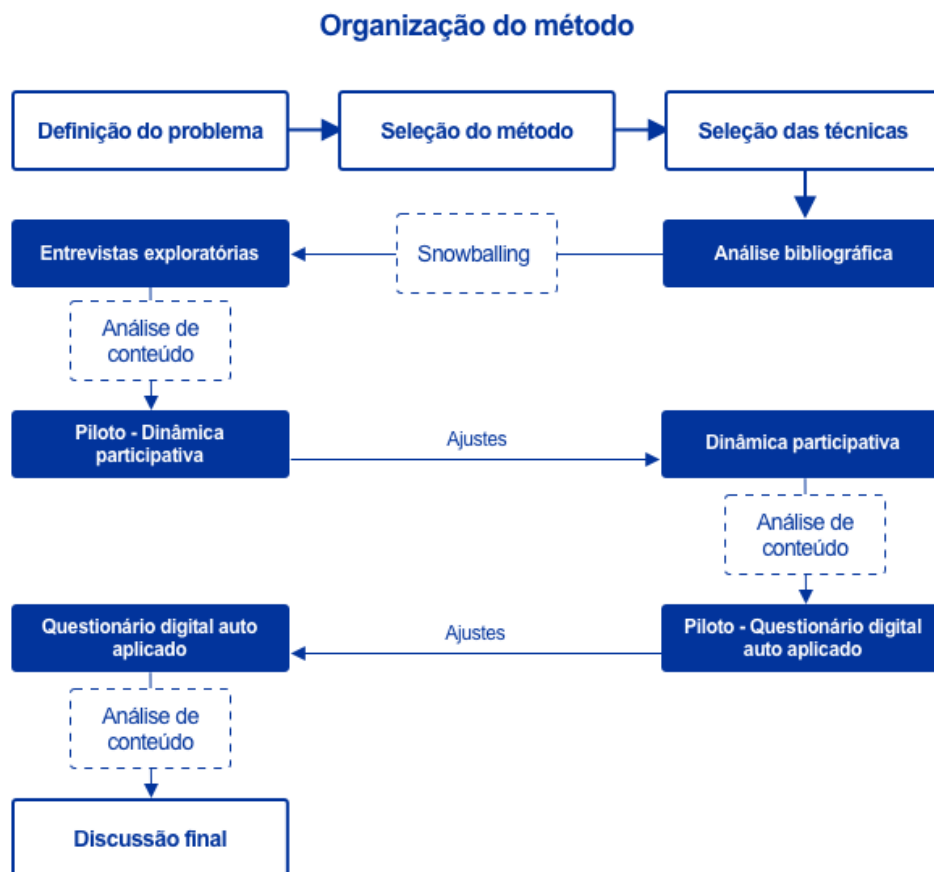 Organização do método
Definição do problema
Seleção do método
Seleção das técnicas
Entrevistas exploratórias
Snowballing
Análise bibliográfica
Análise de
conteúdo
Piloto - Dinâmica
participativa
Ajustes
Dinâmica participativa
Análise de
conteúdo
Questionário digital auto
aplicado
Ajustes
Piloto - Questionário digital
auto aplicado
Análise de
conteúdo
Discussão final